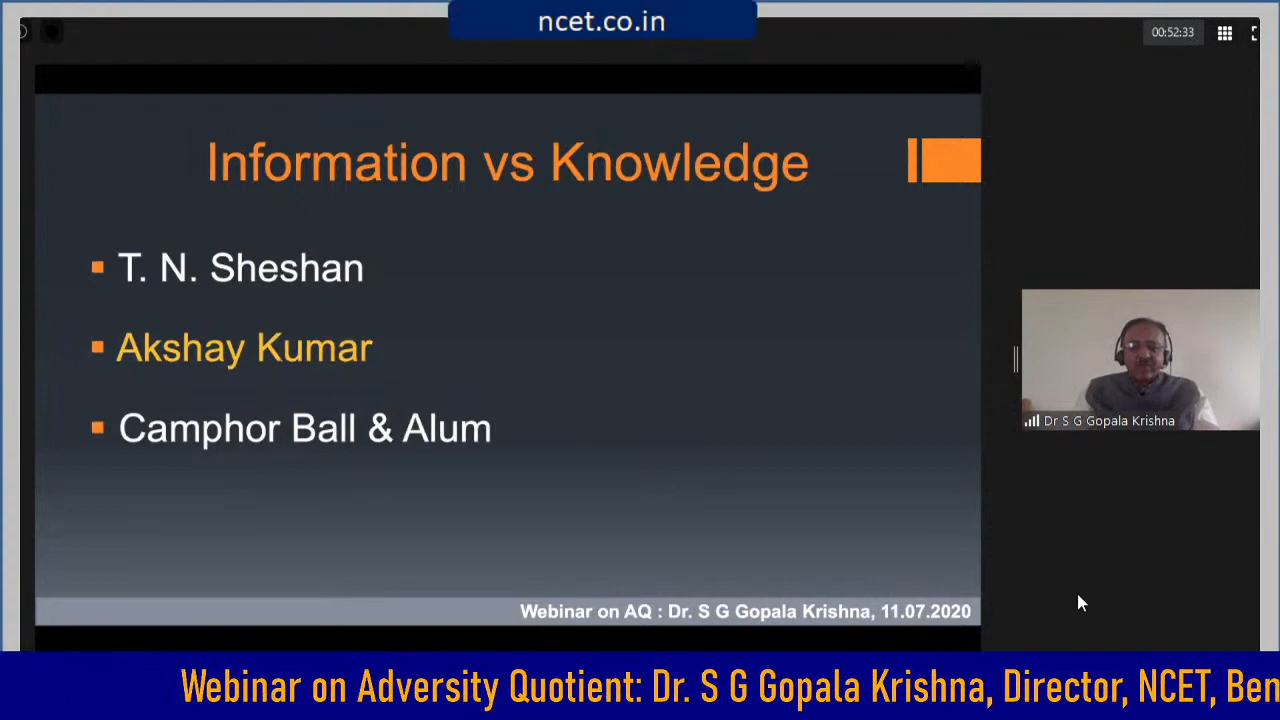 ncet.co.in
00:52:33
Information vs Knowledge
T. N. Sheshan
Akshay Kumar
Camphor Ball & Alum
Dr S G Gopala Krishna
Webinar on AQ : Dr. S G Gopala Krishna, 11.07.2020
Webinar on Adversity Quotient: Dr. S G Gopala Krishna, Director, NCET, Ben